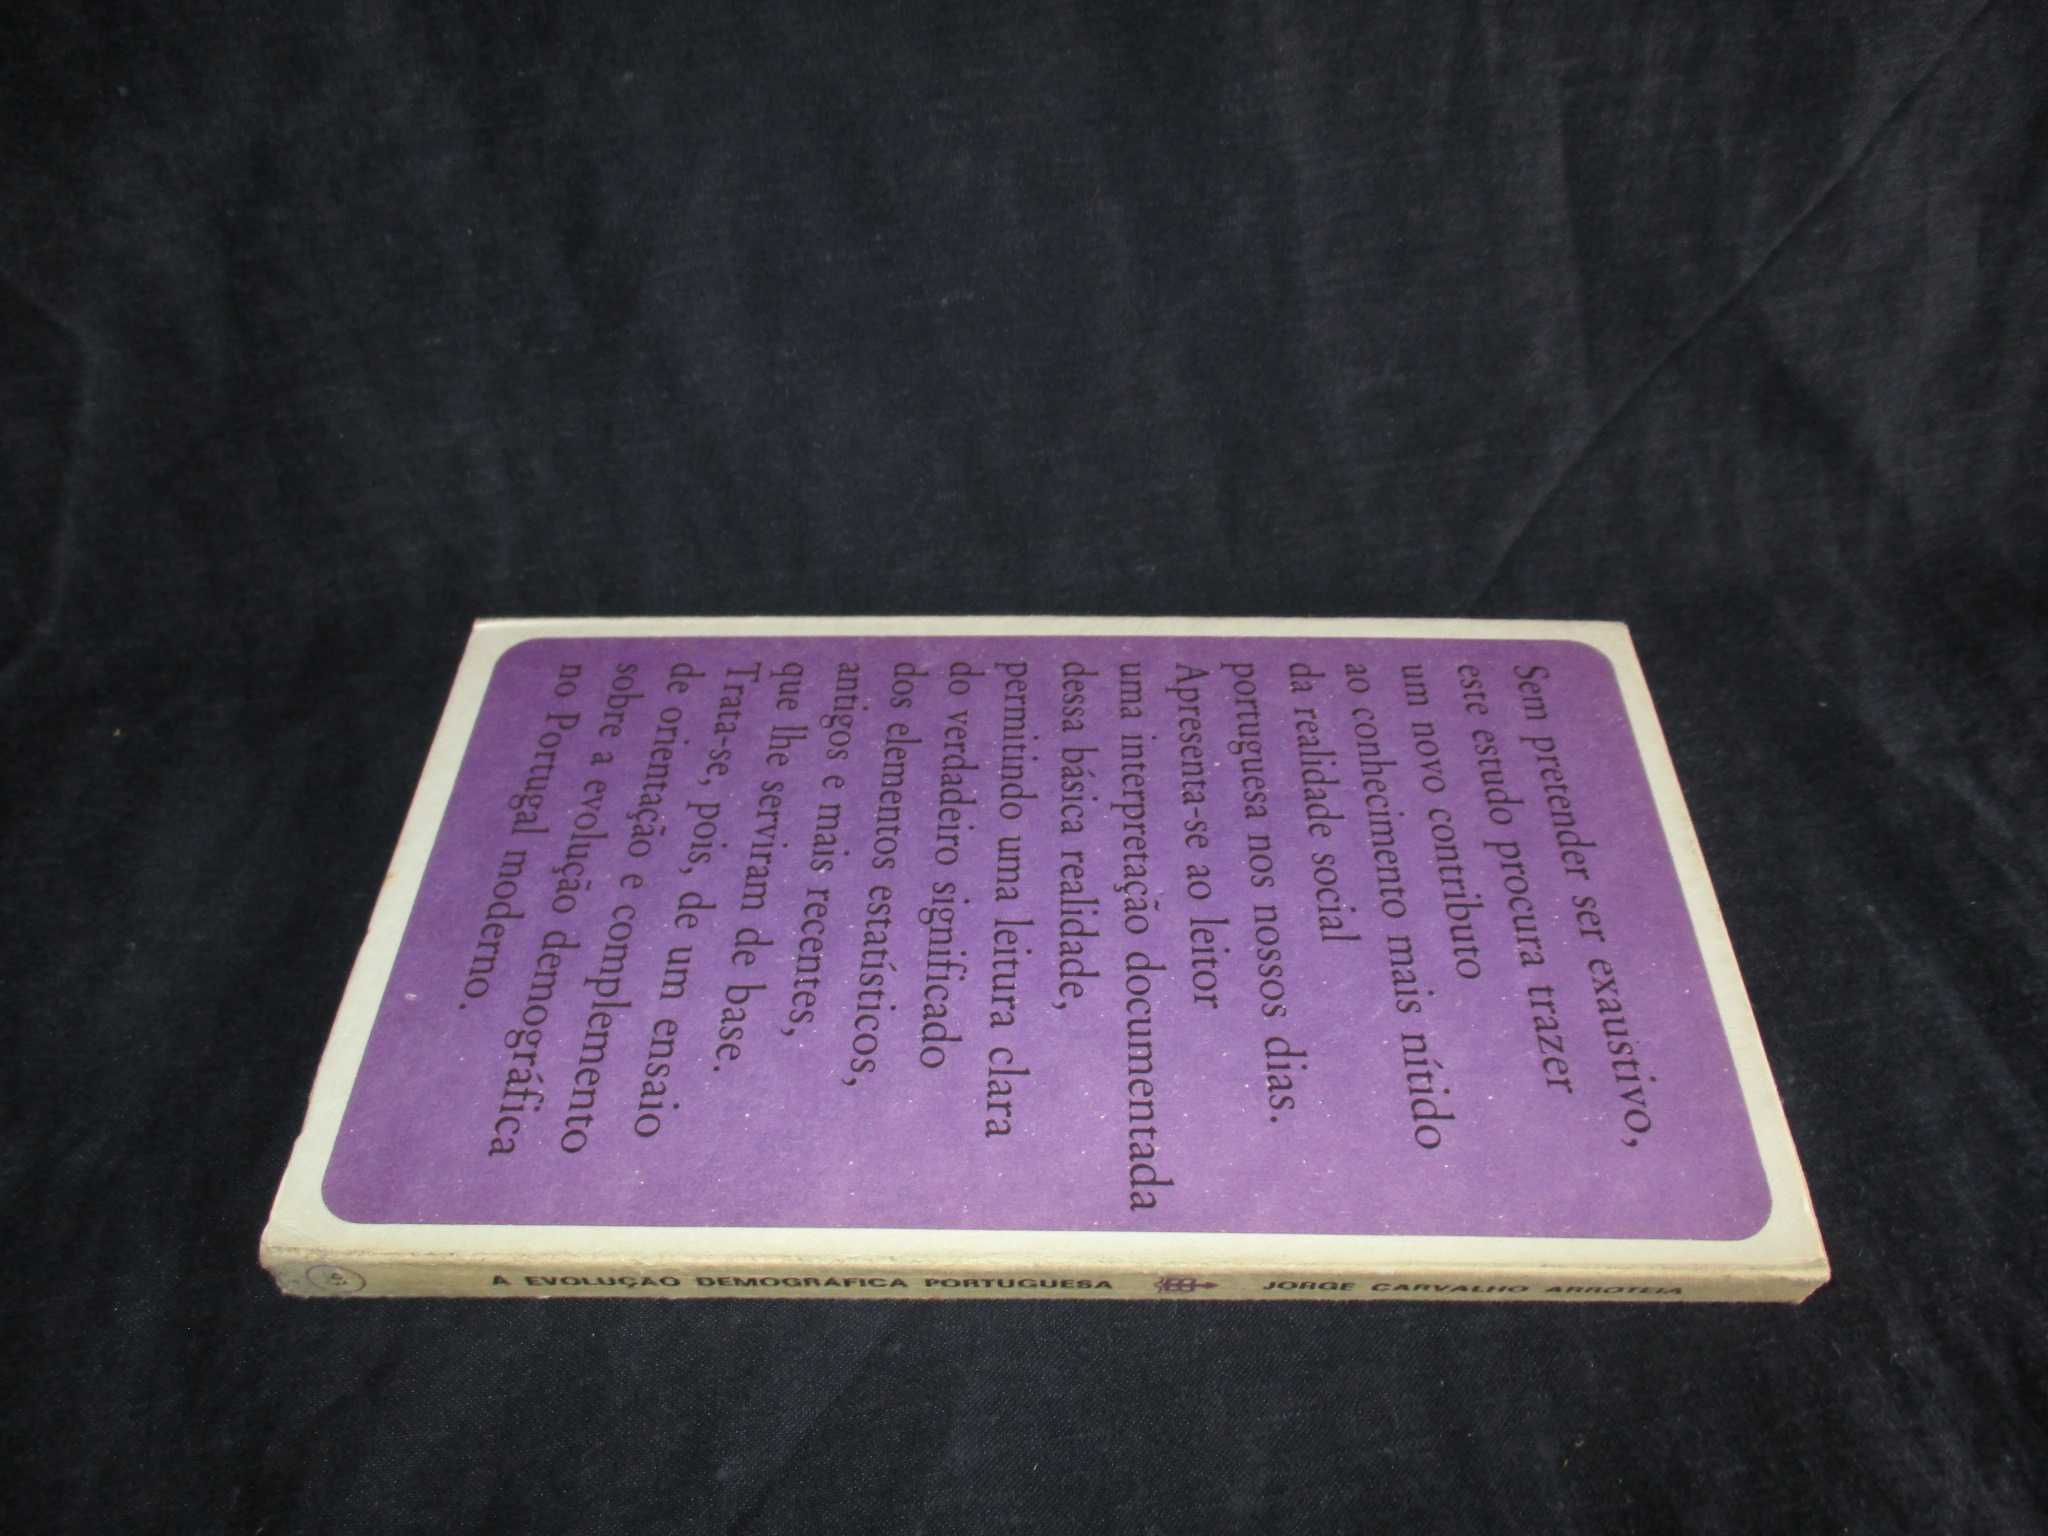 Sem pretender ser exaustivo,
este estudo procura trazer
um novo contributo
ao conhecimento mais nítido
da realidade social
portuguesa nos nossos dias.
Apresenta-se ao leitor
uma interpretação documentada
dessa básica realidade,
permitindo uma leitura clara
do verdadeiro significado
dos elementos estatísticos,
antigos e mais recentes,
que lhe serviram de base.
Trata-se, pois, de um ensaio
de orientação e complemento
sobre a evolução demográfica
no Portugal moderno.
A EVOLUÇÃO DEMOGRÁFICA PORTUGUESA JORGE CARVALHO ARROTEIA